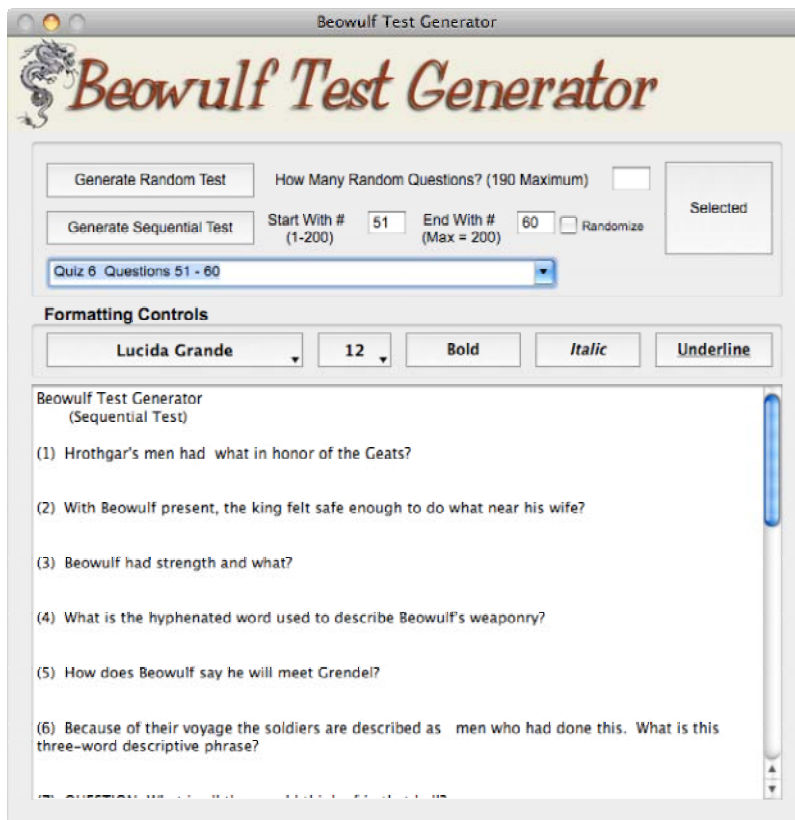 Beowulf Test Generator
Beowulf Test Generator
Generate Random Test
How Many Random Questions? (190 Maximum)
Generate Sequential Test
Start With #
(1-200)
51
End With #
(Max = 200)
60
Randomize
Selected
Quiz 6 Questions 51 - 60
Formatting Controls
Lucida Grande
12
Bold
Italic
Underline
Beowulf Test Generator
(Sequential Test)
(1) Hrothgar's men had what in honor of the Geats?
(2) With Beowulf present, the king felt safe enough to do what near his wife?
(3) Beowulf had strength and what?
(4) What is the hyphenated word used to describe Beowulf's weaponry?
(5) How does Beowulf say he will meet Grendel?
(6) Because of their voyage the soldiers are described as men who had done this. What is this
three-word descriptive phrase?